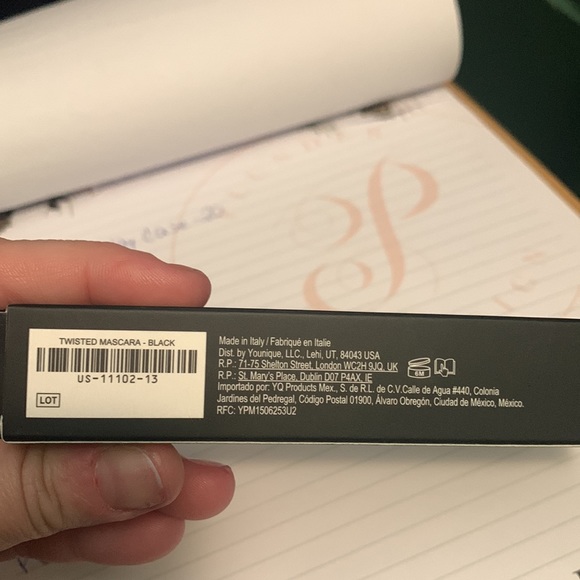 TWISTED MASCARA - BLACK
US-11102-13
LOT
Made in Italy / Fabriqué en Italie
Dist. by Younique, LLC., Lehi, UT, 84043 USA
R.P.: 71-75 Shelton Street, London WC2H 9JQ, UK
R.P.: St. Mary's Place, Dublin D07 P4AX, IE
6M
Importado por: YQ Products Mex., S. de R.L. de C.V.Calle de Agua #440, Colonia
Jardines del Pedregal, Código Postal 01900, Álvaro Obregón, Ciudad de México, México.
RFC: YPM1506253U2